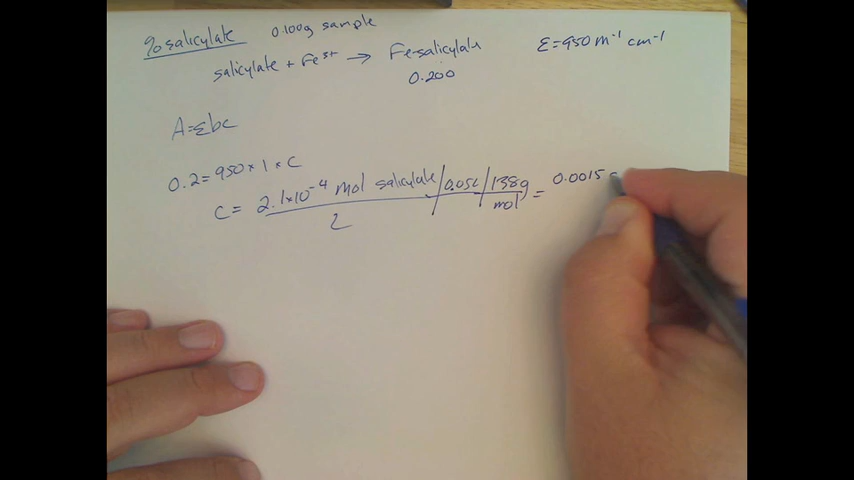 % salicylate 0.100g sample
salicylate + Fe³⁺ → Fe-salicylate ε=950 m⁻¹ cm⁻¹
0.200
A=εbc
0.2=950×1×C
C= 2.1×10⁻⁴ mol salicylate/0.05L/138g = 0.0015
L mol